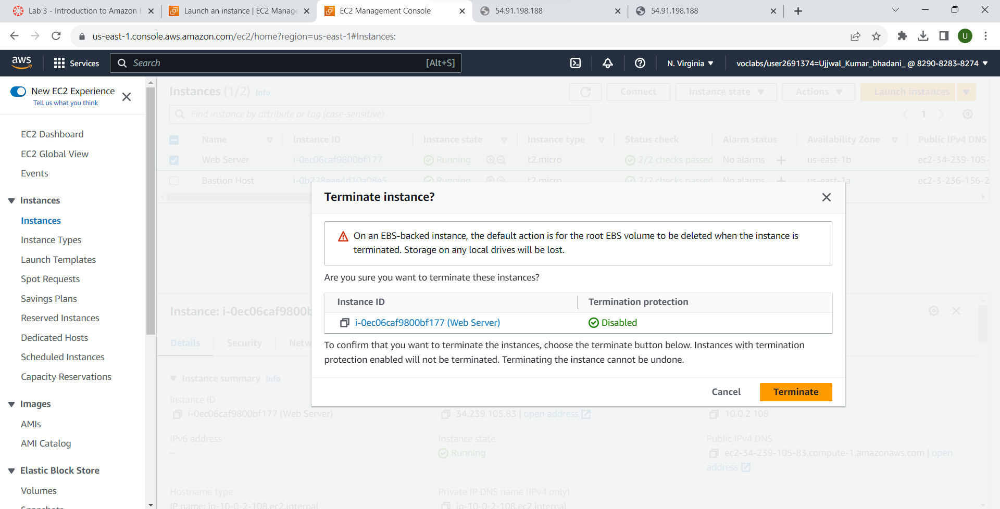 Lab 3 - Introduction to Amazon E
Launch an instance | EC2 Manage
EC2 Management Console
54.91.198.188
54.91.198.188
us-east-1.console.aws.amazon.com/ec2/home?region=us-east-1#Instances:
U
aws
Services
Search
[Alt+S]
N. Virginia
voclabs/user2691374=Ujjwal_Kumar_bhadani_ @ 8290-8283-8274
New EC2 Experience
Tell us what you think
EC2 Dashboard
EC2 Global View
Events
Instances
Instances
Instance Types
Launch Templates
Spot Requests
Savings Plans
Reserved Instances
Dedicated Hosts
Scheduled Instances
Capacity Reservations
Images
AMIs
AMI Catalog
Elastic Block Store
Volumes
Snapshots
Instances (1/2) Info
Connect
Instance state
Actions
Launch instances
Find instance by attribute or tag (case-sensitive)
1
Name Instance ID Instance state Instance type Status check Alarm status Availability Zone Public IPv4 DNS
Web Server i-0ec06caf9800bf177 Running t2.micro 2/2 checks passed No alarms us-east-1b ec2-34-239-105-
Bastion Host i-0b228eae4d10a08e5 Running t2.micro 2/2 checks passed No alarms us-east-1a ec2-3-236-156-2
Terminate instance?
On an EBS-backed instance, the default action is for the root EBS volume to be deleted when the instance is
terminated. Storage on any local drives will be lost.
Are you sure you want to terminate these instances?
Instance ID Termination protection
i-0ec06caf9800bf177 (Web Server) Disabled
To confirm that you want to terminate the instances, choose the terminate button below. Instances with termination
protection enabled will not be terminated. Terminating the instance cannot be undone.
Cancel
Terminate
Instance: i-0ec06caf9800b
Details
Security
Netw
Instance summary Info
Instance ID
i-0ec06caf9800bf177 (Web Server)
34.239.105.83 | open address
10.0.2.108
IPv6 address
–
Instance state
Running
Public IPv4 DNS
ec2-34-239-105-83.compute-1.amazonaws.com | open
address
Hostname type
IP name: ip-10-0-2-108.ec2.internal
Private IP DNS name (IPv4 only)
ip-10-0-2-108.ec2.internal